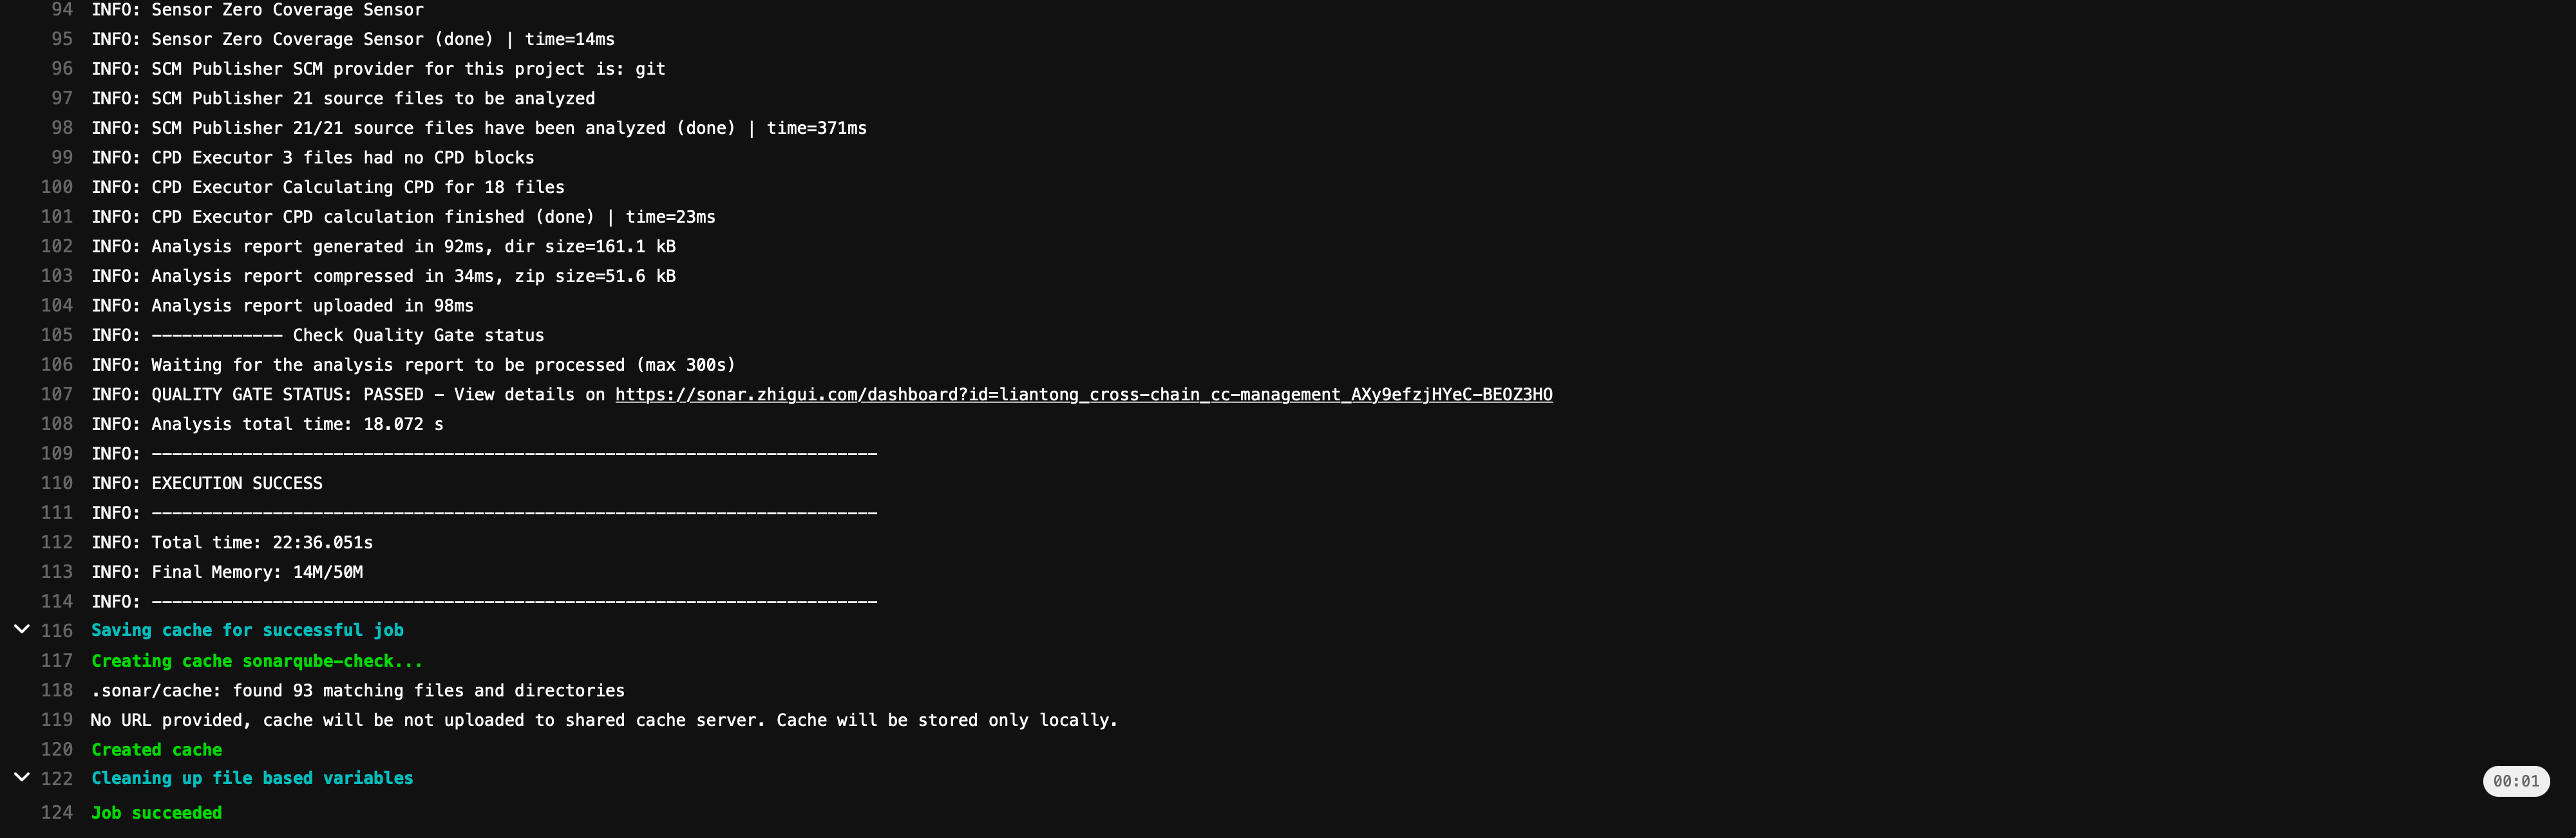 94 INFO: Sensor Zero Coverage Sensor
95 INFO: Sensor Zero Coverage Sensor (done) | time=14ms
96 INFO: SCM Publisher SCM provider for this project is: git
97 INFO: SCM Publisher 21 source files to be analyzed
98 INFO: SCM Publisher 21/21 source files have been analyzed (done) | time=371ms
99 INFO: CPD Executor 3 files had no CPD blocks
100 INFO: CPD Executor Calculating CPD for 18 files
101 INFO: CPD Executor CPD calculation finished (done) | time=23ms
102 INFO: Analysis report generated in 92ms, dir size=161.1 kB
103 INFO: Analysis report compressed in 34ms, zip size=51.6 kB
104 INFO: Analysis report uploaded in 98ms
105 INFO: ------------- Check Quality Gate status
106 INFO: Waiting for the analysis report to be processed (max 300s)
107 INFO: QUALITY GATE STATUS: PASSED - View details on https://sonar.zhigui.com/dashboard?id=liantong_cross-chain_cc-management_AXy9efzjHYeC-BEOZ3HO
108 INFO: Analysis total time: 18.072 s
109 INFO: ------------------------------------------------------------------------
110 INFO: EXECUTION SUCCESS
111 INFO: ------------------------------------------------------------------------
112 INFO: Total time: 22:36.051s
113 INFO: Final Memory: 14M/50M
114 INFO: ------------------------------------------------------------------------
116 Saving cache for successful job
117 Creating cache sonarqube-check...
118 .sonar/cache: found 93 matching files and directories
119 No URL provided, cache will be not uploaded to shared cache server. Cache will be stored only locally.
120 Created cache
122 Cleaning up file based variables 00:01
124 Job succeeded